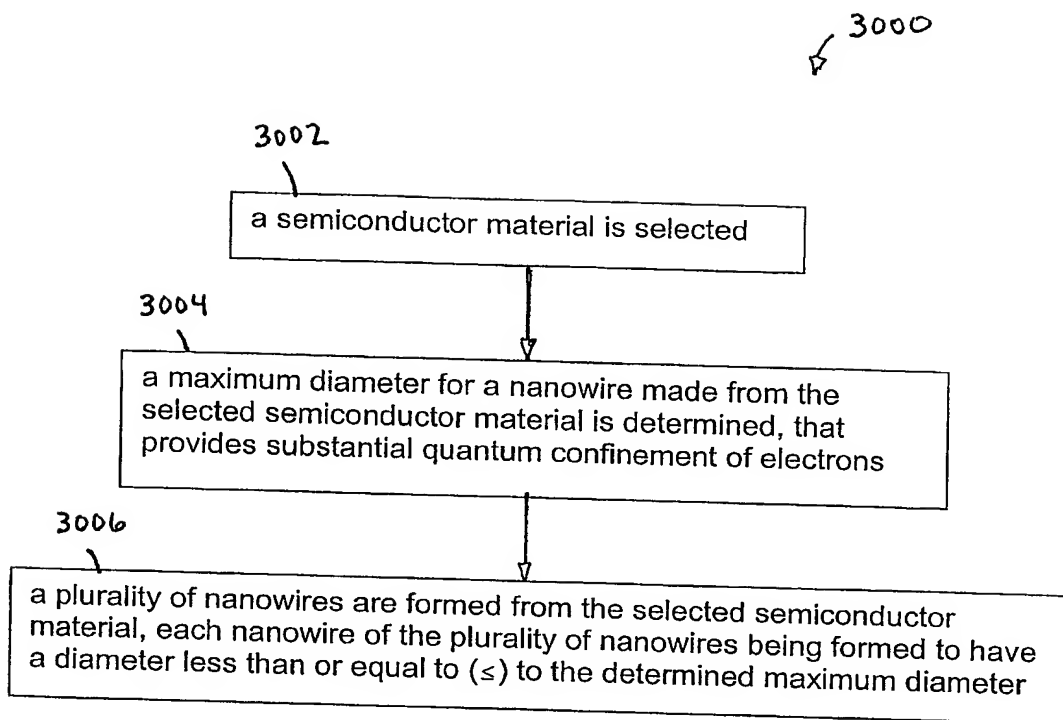 3000
3002
a semiconductor material is selected
3004
a maximum diameter for a nanowire made from the
selected semiconductor material is determined, that
provides substantial quantum confinement of electrons
3006
a plurality of nanowires are formed from the selected semiconductor
material, each nanowire of the plurality of nanowires being formed to have
a diameter less than or equal to (≤) to the determined maximum diameter